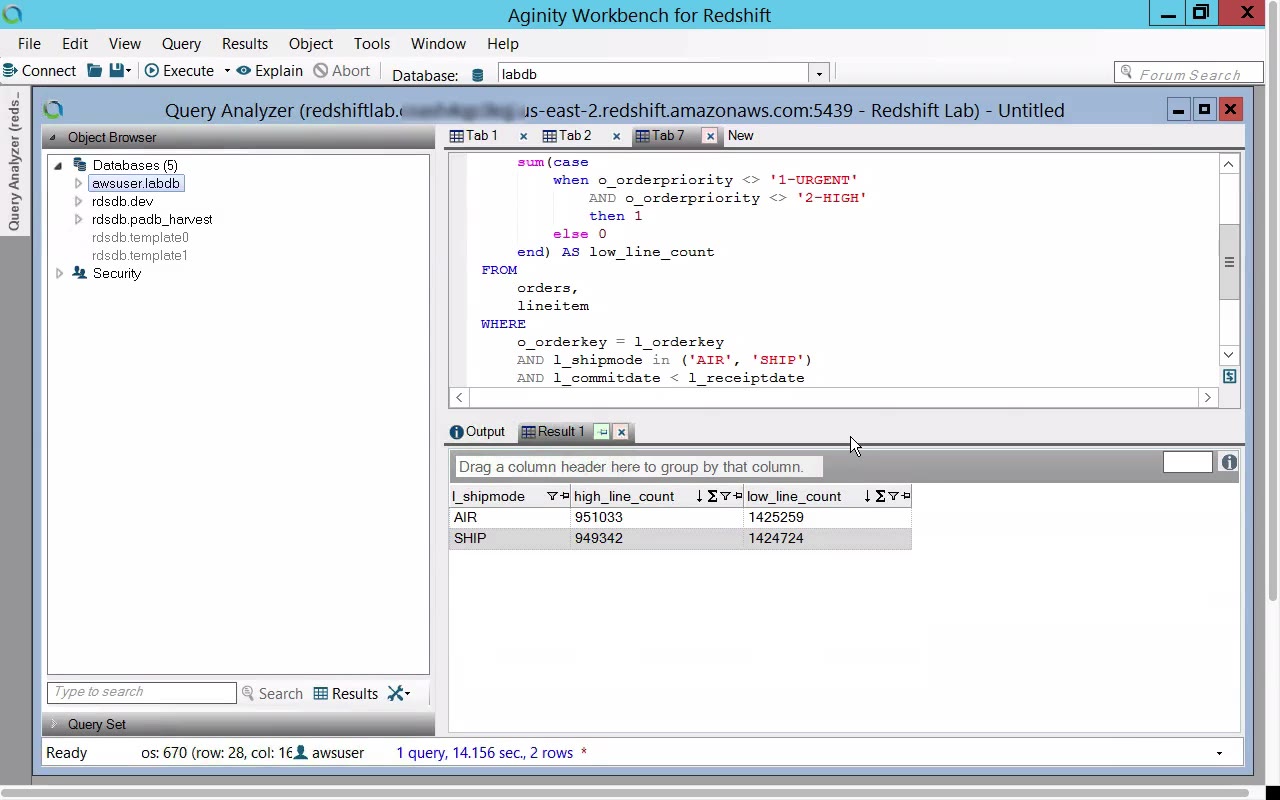 Aginity Workbench for Redshift
File Edit View Query Results Object Tools Window Help
Connect Execute Explain Abort Database: labdb Forum Search
Query Analyzer (reds...
Query Analyzer (redshiftlab. us-east-2.redshift.amazonaws.com:5439 - Redshift Lab) - Untitled
Object Browser
Databases (5)
awsuser.labdb
rdsdb.dev
rdsdb.padb_harvest
rdsdb.template0
rdsdb.template1
Security
Type to search Search Results
Query Set
Tab 1 Tab 2 Tab 7 New
sum(case
when o_orderpriority <> '1-URGENT'
AND o_orderpriority <> '2-HIGH'
then 1
else 0
end) AS low_line_count
FROM
orders,
lineitem
WHERE
o_orderkey = l_orderkey
AND l_shipmode in ('AIR', 'SHIP')
AND l_commitdate < l_receiptdate
Output Result 1
Drag a column header here to group by that column.
l_shipmode high_line_count low_line_count
AIR 951033 1425259
SHIP 949342 1424724
Ready os: 670 (row: 28, col: 16 awsuser 1 query, 14.156 sec., 2 rows *